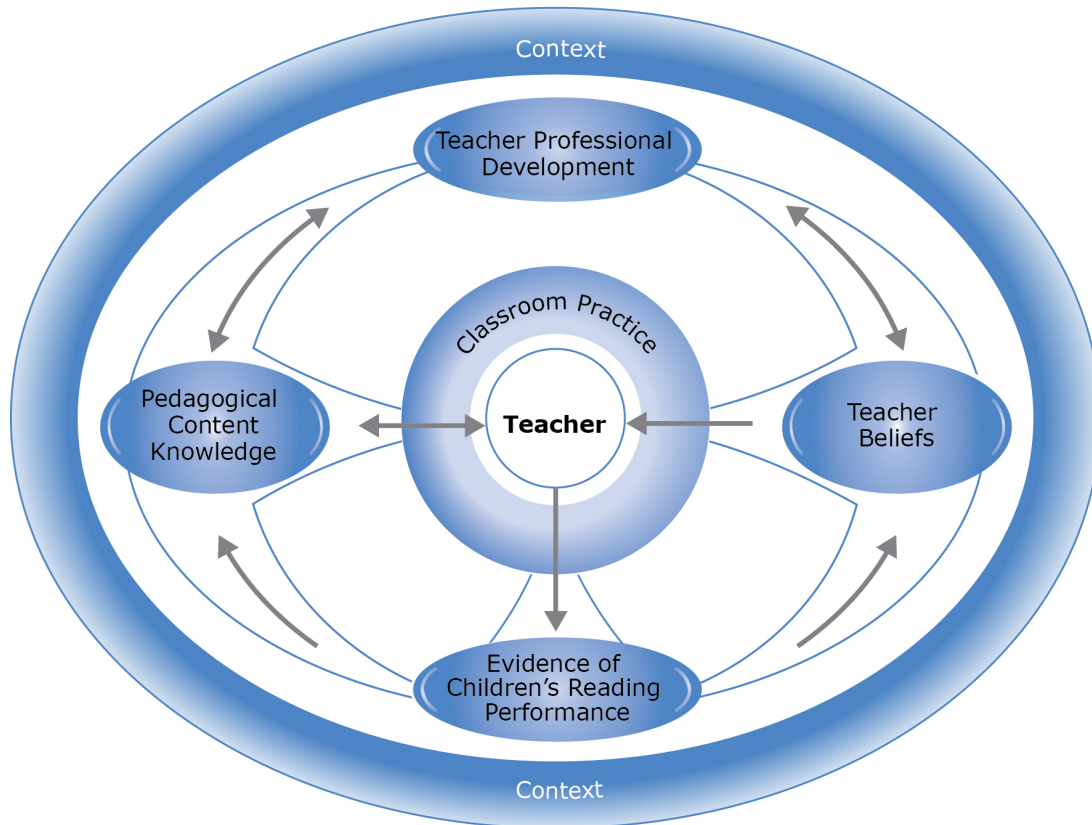 Context
Teacher Professional
Development
Classroom Practice
Pedagogical
Content
Knowledge
Teacher
Teacher
Beliefs
Evidence of
Children’s Reading
Performance
Context